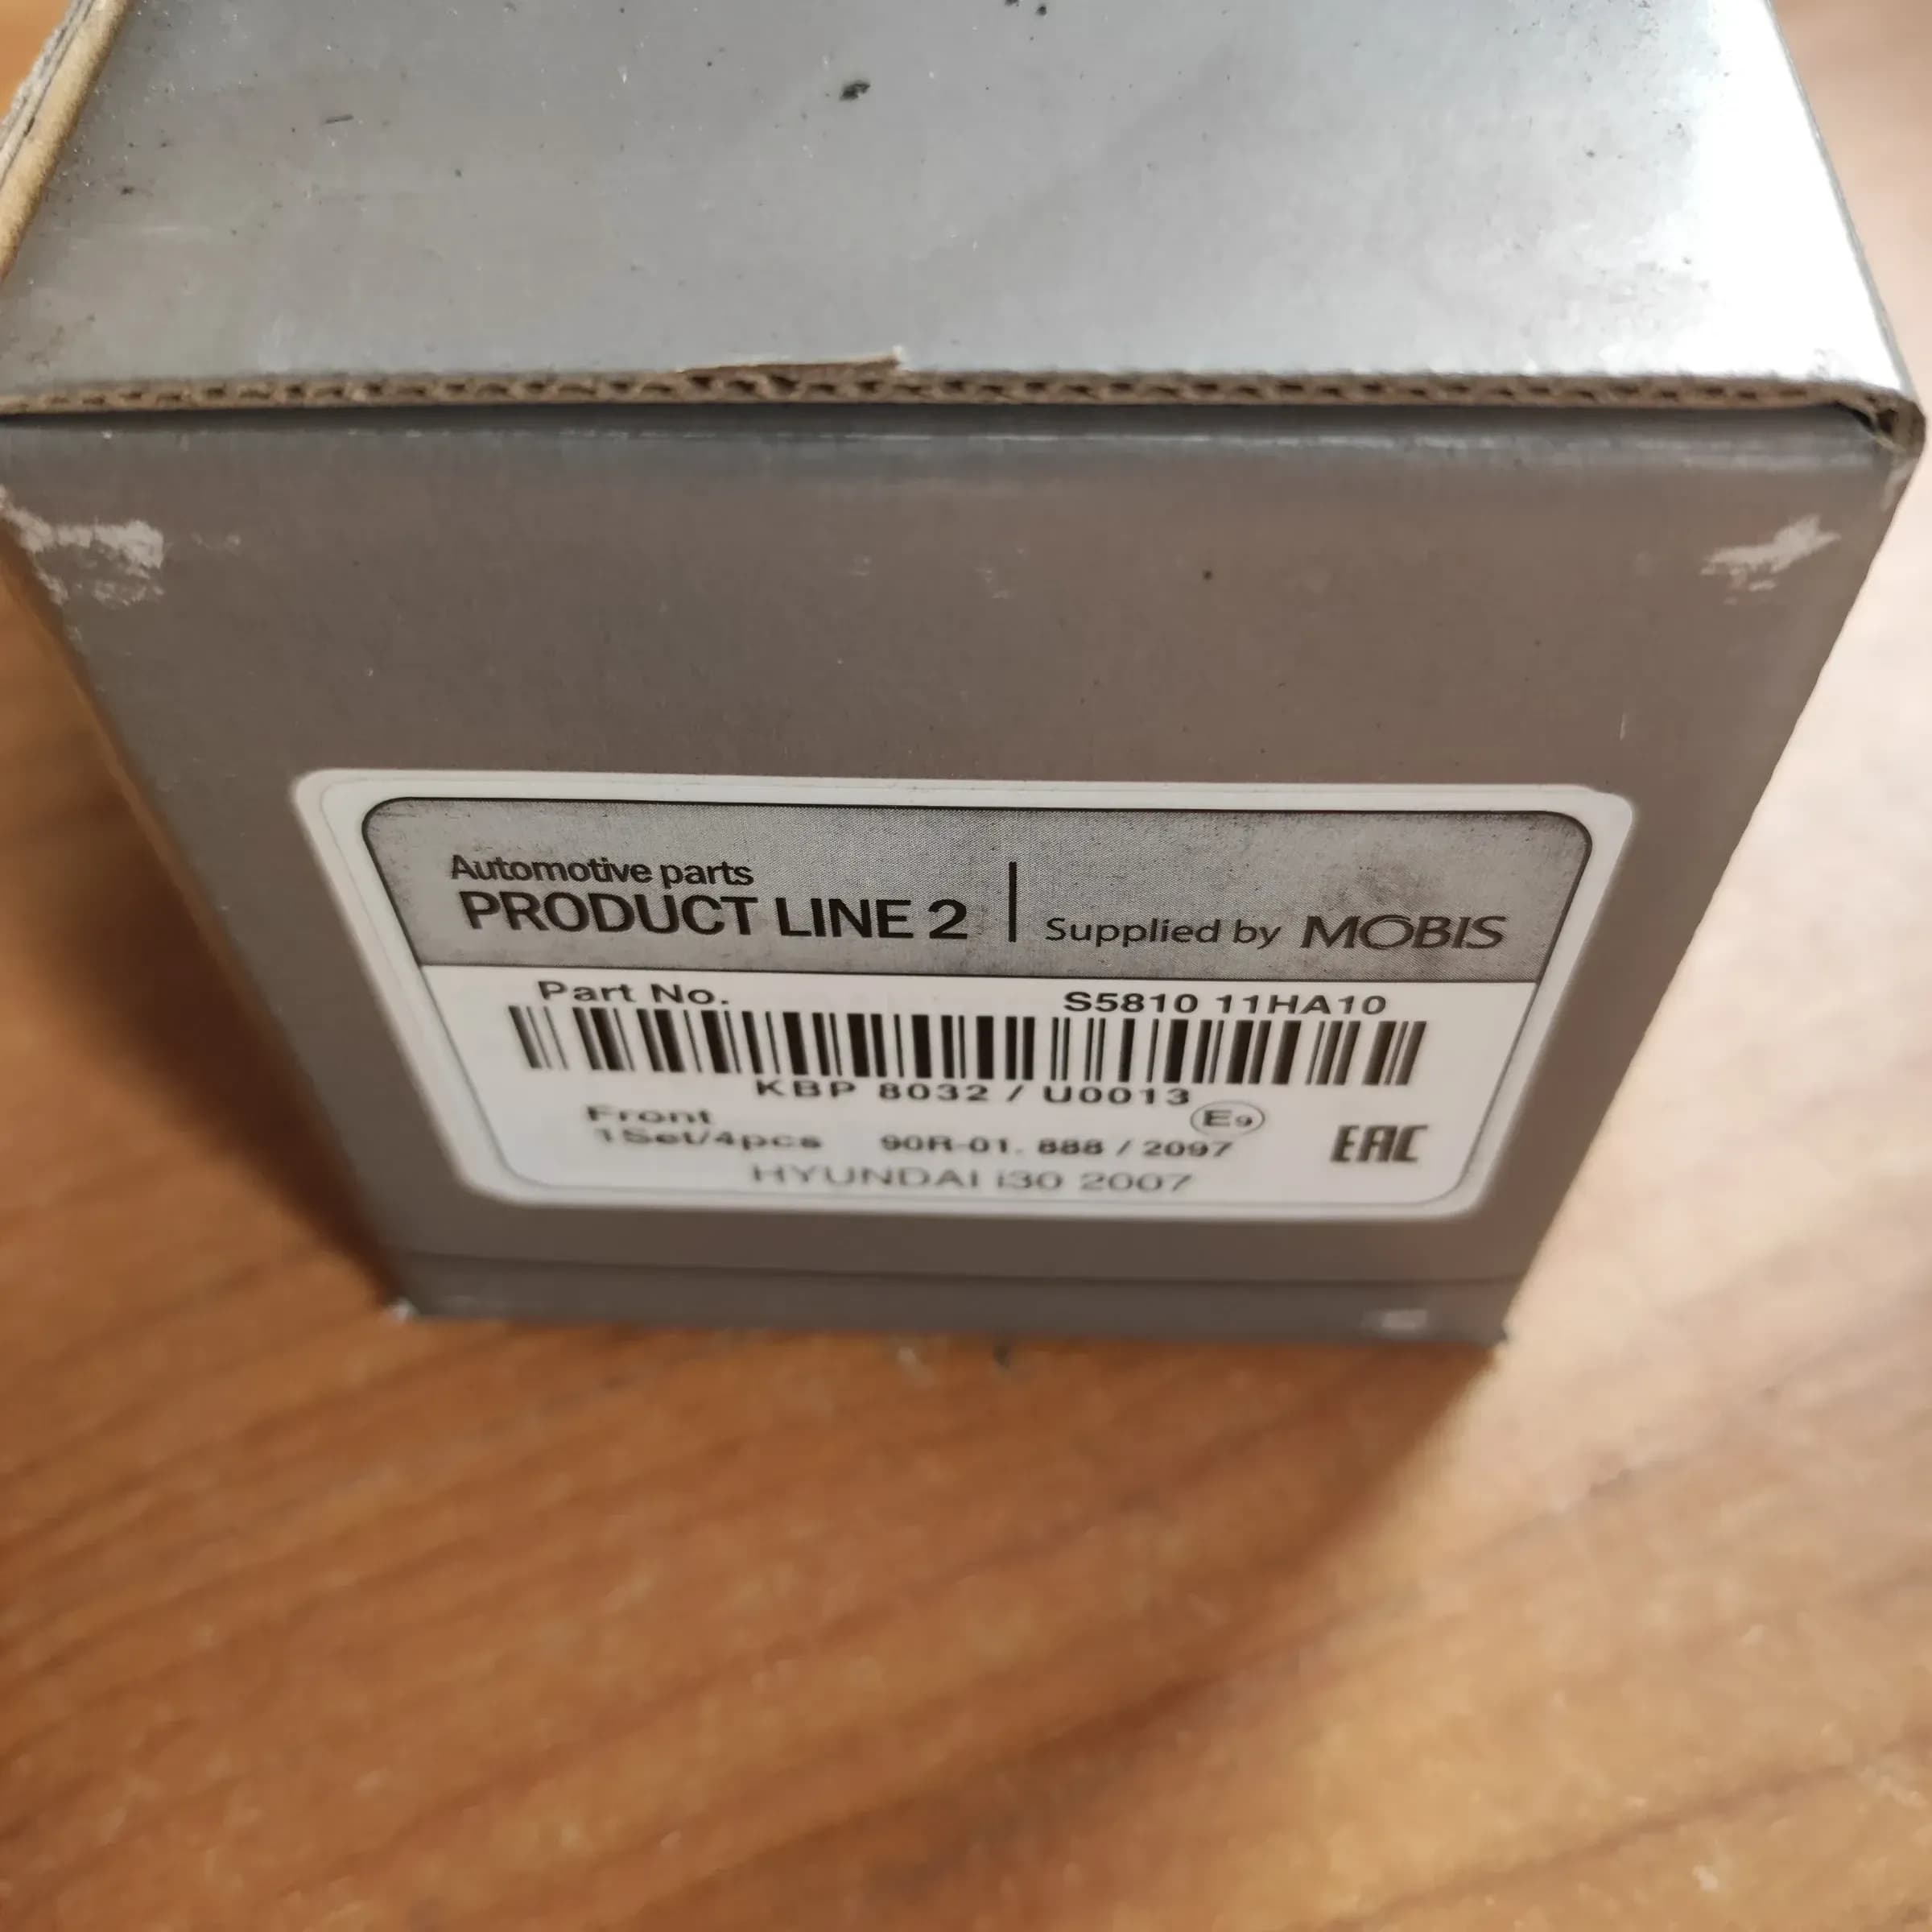 Automotive parts
PRODUCT LINE 2
Supplied by MOBIS
Part No. S5810 11HA10
KBP 8032 / U0013
Front
1Set/4pcs 90R-01. 888 / 2097 E9
EAC
HYUNDAI i30 2007